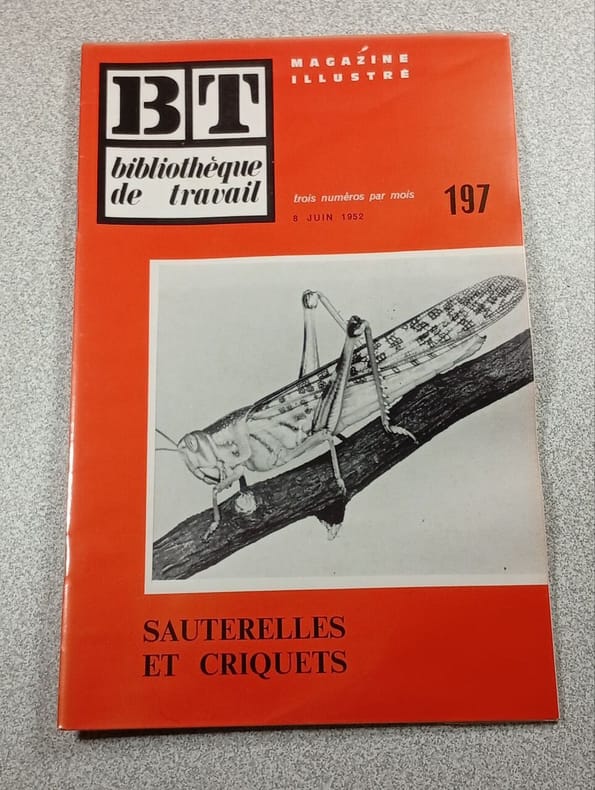 BT
bibliothèque
de travail
MAGAZINE
ILLUSTRÉ
trois numéros par mois
8 JUIN 1952
197
SAUTERELLES
ET CRIQUETS